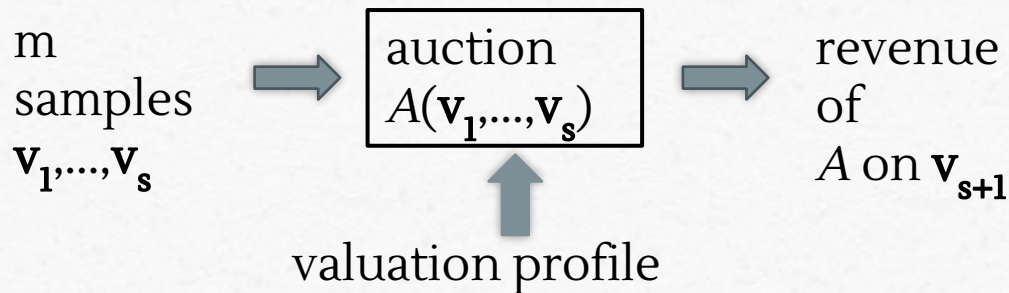 m
samples
v₁,...,vₛ
auction
A(v₁,...,vₛ)
revenue
of
A on vₛ₊₁
valuation profile